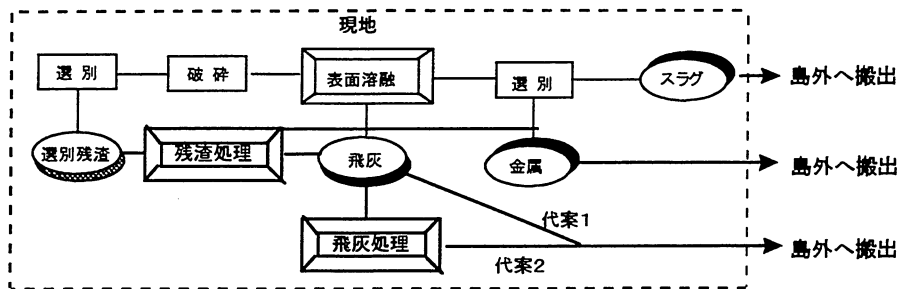 現地
選別
破砕
表面溶融
選別
スラグ
島外へ搬出
選別残渣
残渣処理
飛灰
金属
島外へ搬出
代案1
飛灰処理
代案2
島外へ搬出